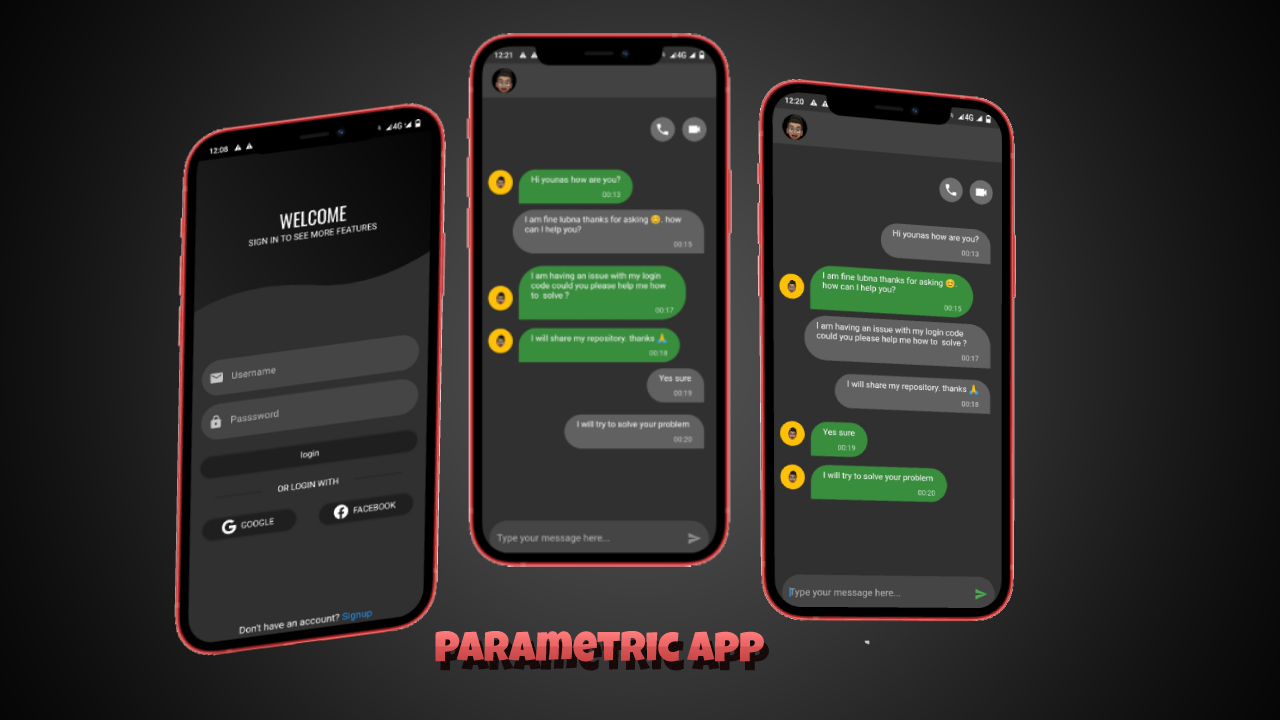 12:08
4G
WELCOME
SIGN IN TO SEE MORE FEATURES
Username
Passsword
login
OR LOGIN WITH
GOOGLE
FACEBOOK
Don't have an account? Signup
12:21
4G
Hi younas how are you?
00:13
I am fine lubna thanks for asking 😊. how
can I help you?
00:15
I am having an issue with my login
code could you please help me how
to solve ?
00:17
I will share my repository. thanks 🙏
00:18
Yes sure
00:19
I will try to solve your problem
00:20
Type your message here...
12:20
4G
Hi younas how are you?
00:13
I am fine lubna thanks for asking 😊.
how can I help you?
00:15
I am having an issue with my login code
could you please help me how to solve ?
00:17
I will share my repository. thanks 🙏
00:18
Yes sure
00:19
I will try to solve your problem
00:20
Type your message here...
PARAMETRIC APP